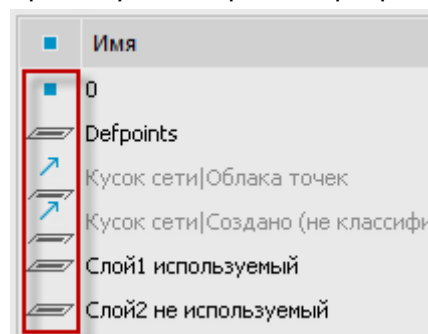 Имя
0
Defpoints
Кусок сети|Облака точек
Кусок сети|Создано (не классифи
Слой1 используемый
Слой2 не используемый